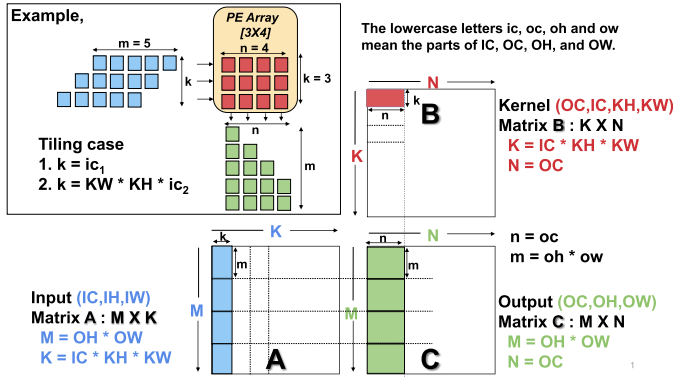 Example,
PE Array
[3X4]
m = 5
n = 4
k
k = 3
n
m
Tiling case
1. k = ic₁
2. k = KW * KH * ic₂
The lowercase letters ic, oc, oh and ow
mean the parts of IC, OC, OH, and OW.
N
k
n
B
K
Kernel (OC,IC,KH,KW)
Matrix B : K X N
K = IC * KH * KW
N = OC
K
k
m
M
A
Input (IC,IH,IW)
Matrix A : M X K
M = OH * OW
K = IC * KH * KW
N
n
m
M
C
n = oc
m = oh * ow
Output (OC,OH,OW)
Matrix C : M X N
M = OH * OW
N = OC
1